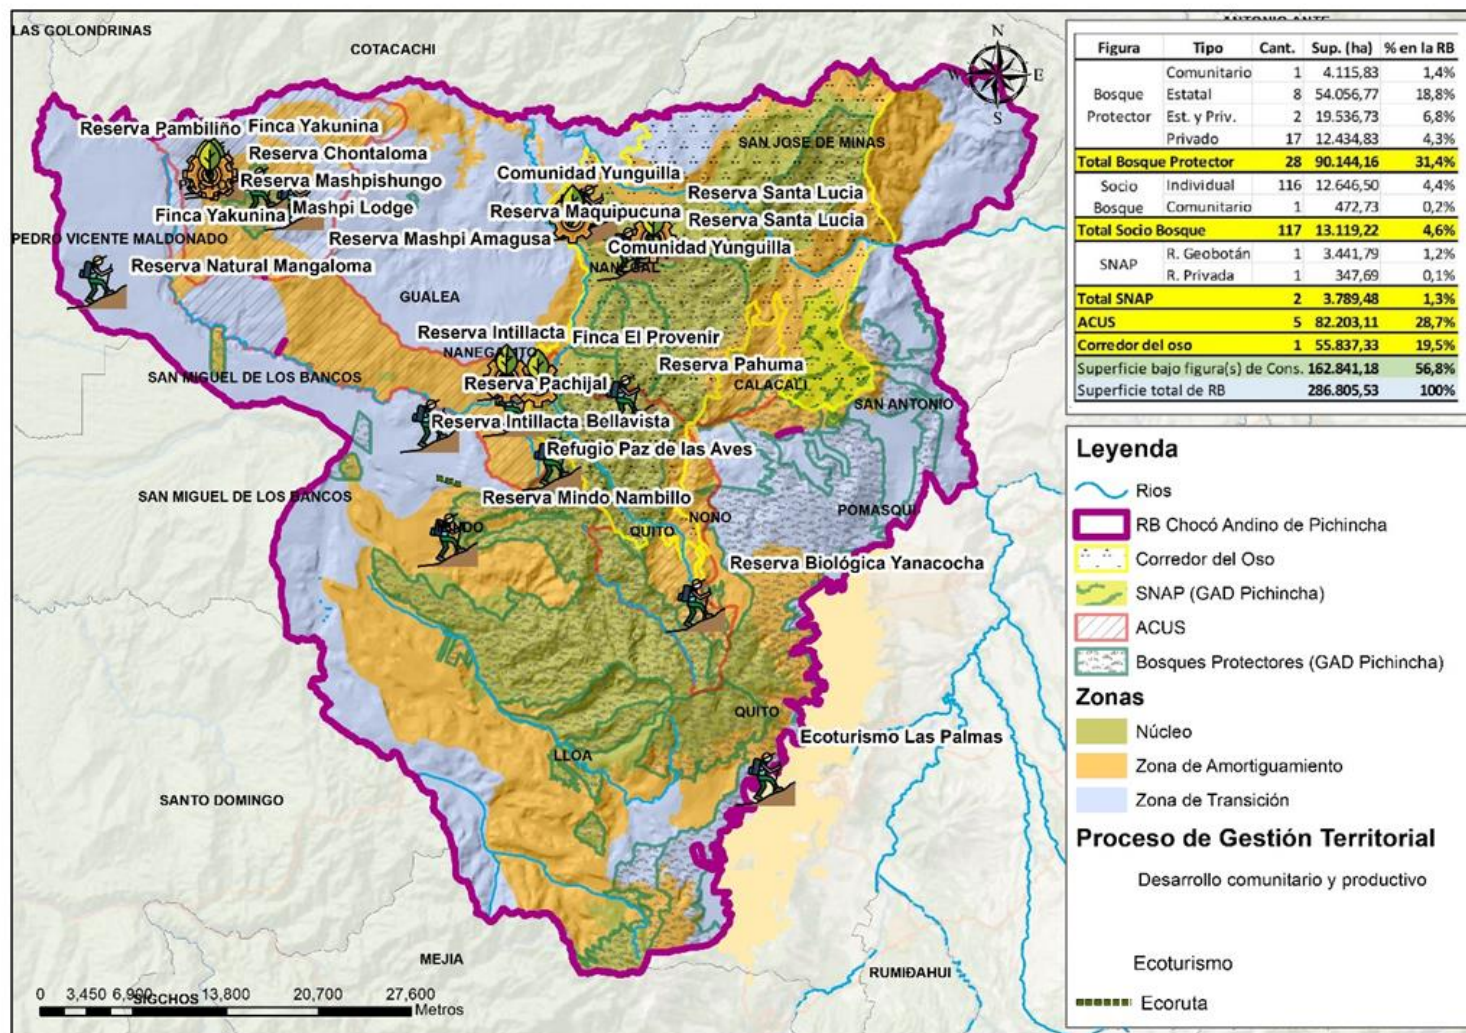 LAS GOLONDRINAS
COTACACHI
ANTONIO ANTE
N
W
E
S
SAN JOSE DE MINAS
Reserva Pambiliño
Finca Yakunina
Reserva Chontaloma
Reserva Mashpishungo
Finca Yakunina
Mashpi Lodge
Comunidad Yunguilla
Reserva Santa Lucia
Reserva Maquipucuna
Reserva Santa Lucia
Reserva Mashpi Amagusa
Comunidad Yunguilla
PEDRO VICENTE MALDONADO
Reserva Natural Mangaloma
NANEGAL
GUALEA
Reserva Intillacta
Finca El Provenir
NANEGALITO
Reserva Pahuma
SAN MIGUEL DE LOS BANCOS
Reserva Pachijal
CALACALI
SAN ANTONIO
Reserva Intillacta
Bellavista
Refugio Paz de las Aves
SAN MIGUEL DE LOS BANCOS
Reserva Mindo Nambillo
POMASQUI
NONO
QUITO
Reserva Biológica Yanacocha
QUITO
Ecoturismo Las Palmas
LLOA
SANTO DOMINGO
MEJIA
RUMIÐAHUI
SIGCHOS
0 3,450 6,900 13,800 20,700 27,600
Metros
Figura Tipo Cant. Sup. (ha) % en la RB
Bosque Protector
Comunitario 1 4.115,83 1,4%
Estatal 8 54.056,77 18,8%
Est. y Priv. 2 19.536,73 6,8%
Privado 17 12.434,83 4,3%
Total Bosque Protector 28 90.144,16 31,4%
Socio Bosque
Individual 116 12.646,50 4,4%
Comunitario 1 472,73 0,2%
Total Socio Bosque 117 13.119,22 4,6%
SNAP
R. Geobotán 1 3.441,79 1,2%
R. Privada 1 347,69 0,1%
Total SNAP 2 3.789,48 1,3%
ACUS 5 82.203,11 28,7%
Corredor del oso 1 55.837,33 19,5%
Superficie bajo figura(s) de Cons. 162.841,18 56,8%
Superficie total de RB 286.805,53 100%
Leyenda
Rios
RB Chocó Andino de Pichincha
Corredor del Oso
SNAP (GAD Pichincha)
ACUS
Bosques Protectores (GAD Pichincha)
Zonas
Núcleo
Zona de Amortiguamiento
Zona de Transición
Proceso de Gestión Territorial
Desarrollo comunitario y productivo
Ecoturismo
Ecoruta